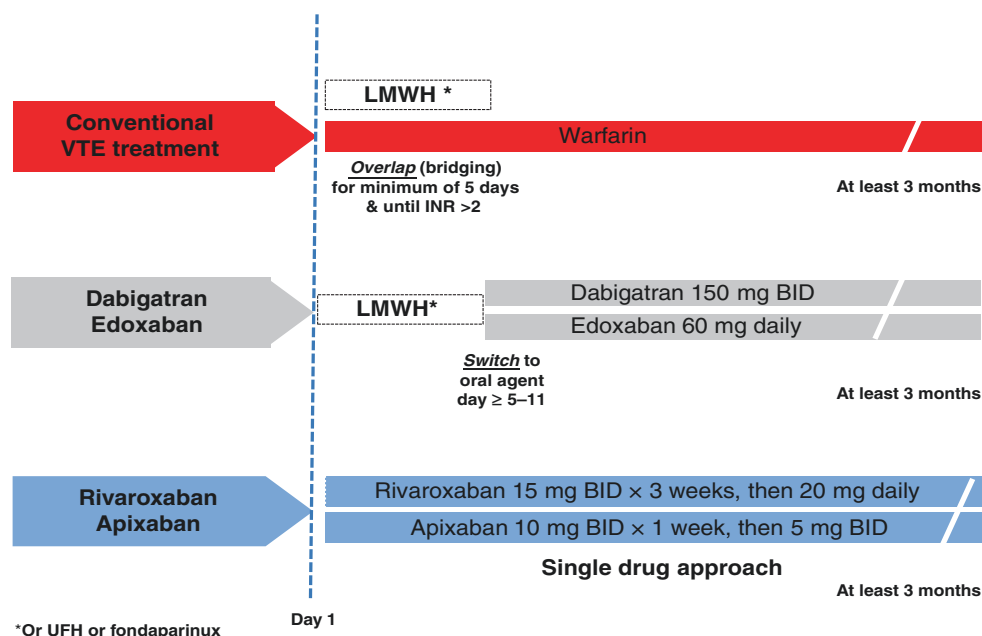 LMWH *
Conventional
VTE treatment
Warfarin
Overlap (bridging)
for minimum of 5 days
& until INR >2
At least 3 months
Dabigatran
Edoxaban
LMWH*
Dabigatran 150 mg BID
Edoxaban 60 mg daily
Switch to
oral agent
day ≥ 5–11
At least 3 months
Rivaroxaban
Apixaban
Rivaroxaban 15 mg BID × 3 weeks, then 20 mg daily
Apixaban 10 mg BID × 1 week, then 5 mg BID
Single drug approach
At least 3 months
Day 1
*Or UFH or fondaparinux